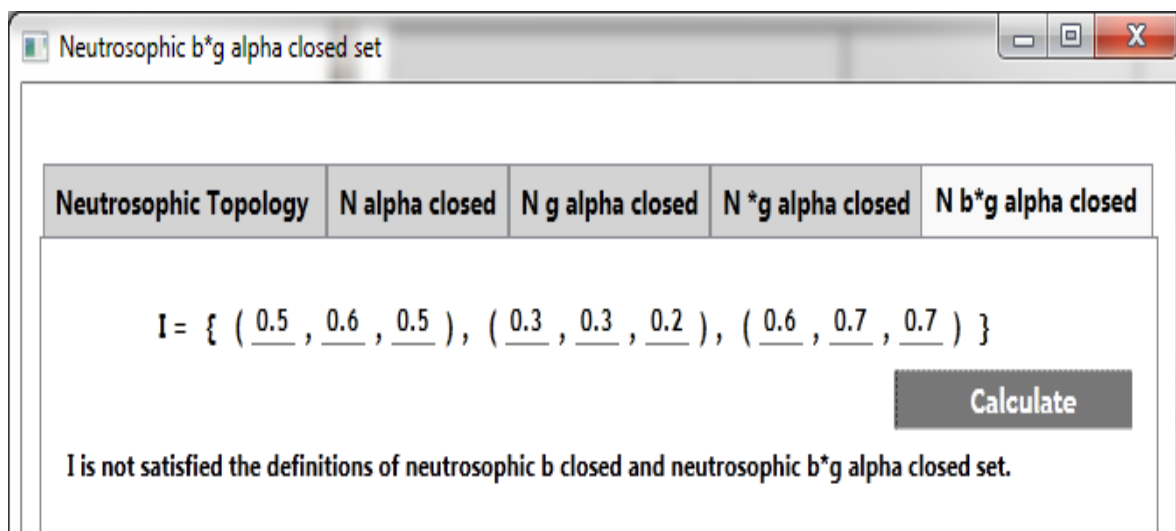 Neutrosophic b*g alpha closed set
Neutrosophic Topology N alpha closed N g alpha closed N *g alpha closed N b*g alpha closed
I = { ( 0.5 , 0.6 , 0.5 ), ( 0.3 , 0.3 , 0.2 ), ( 0.6 , 0.7 , 0.7 ) }
Calculate
I is not satisfied the definitions of neutrosophic b closed and neutrosophic b*g alpha closed set.